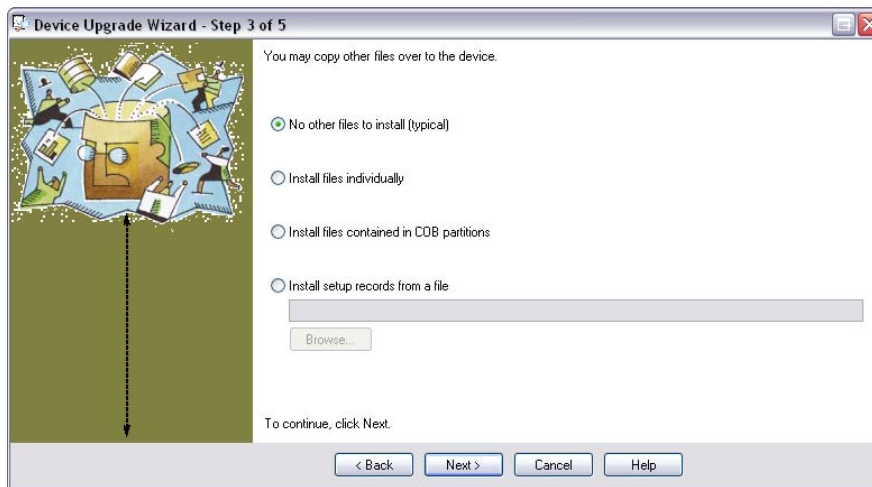 Device Upgrade Wizard - Step 3 of 5
You may copy other files over to the device.
No other files to install (typical)
Install files individually
Install files contained in COB partitions
Install setup records from a file
Browse...
To continue, click Next.
< Back
Next >
Cancel
Help